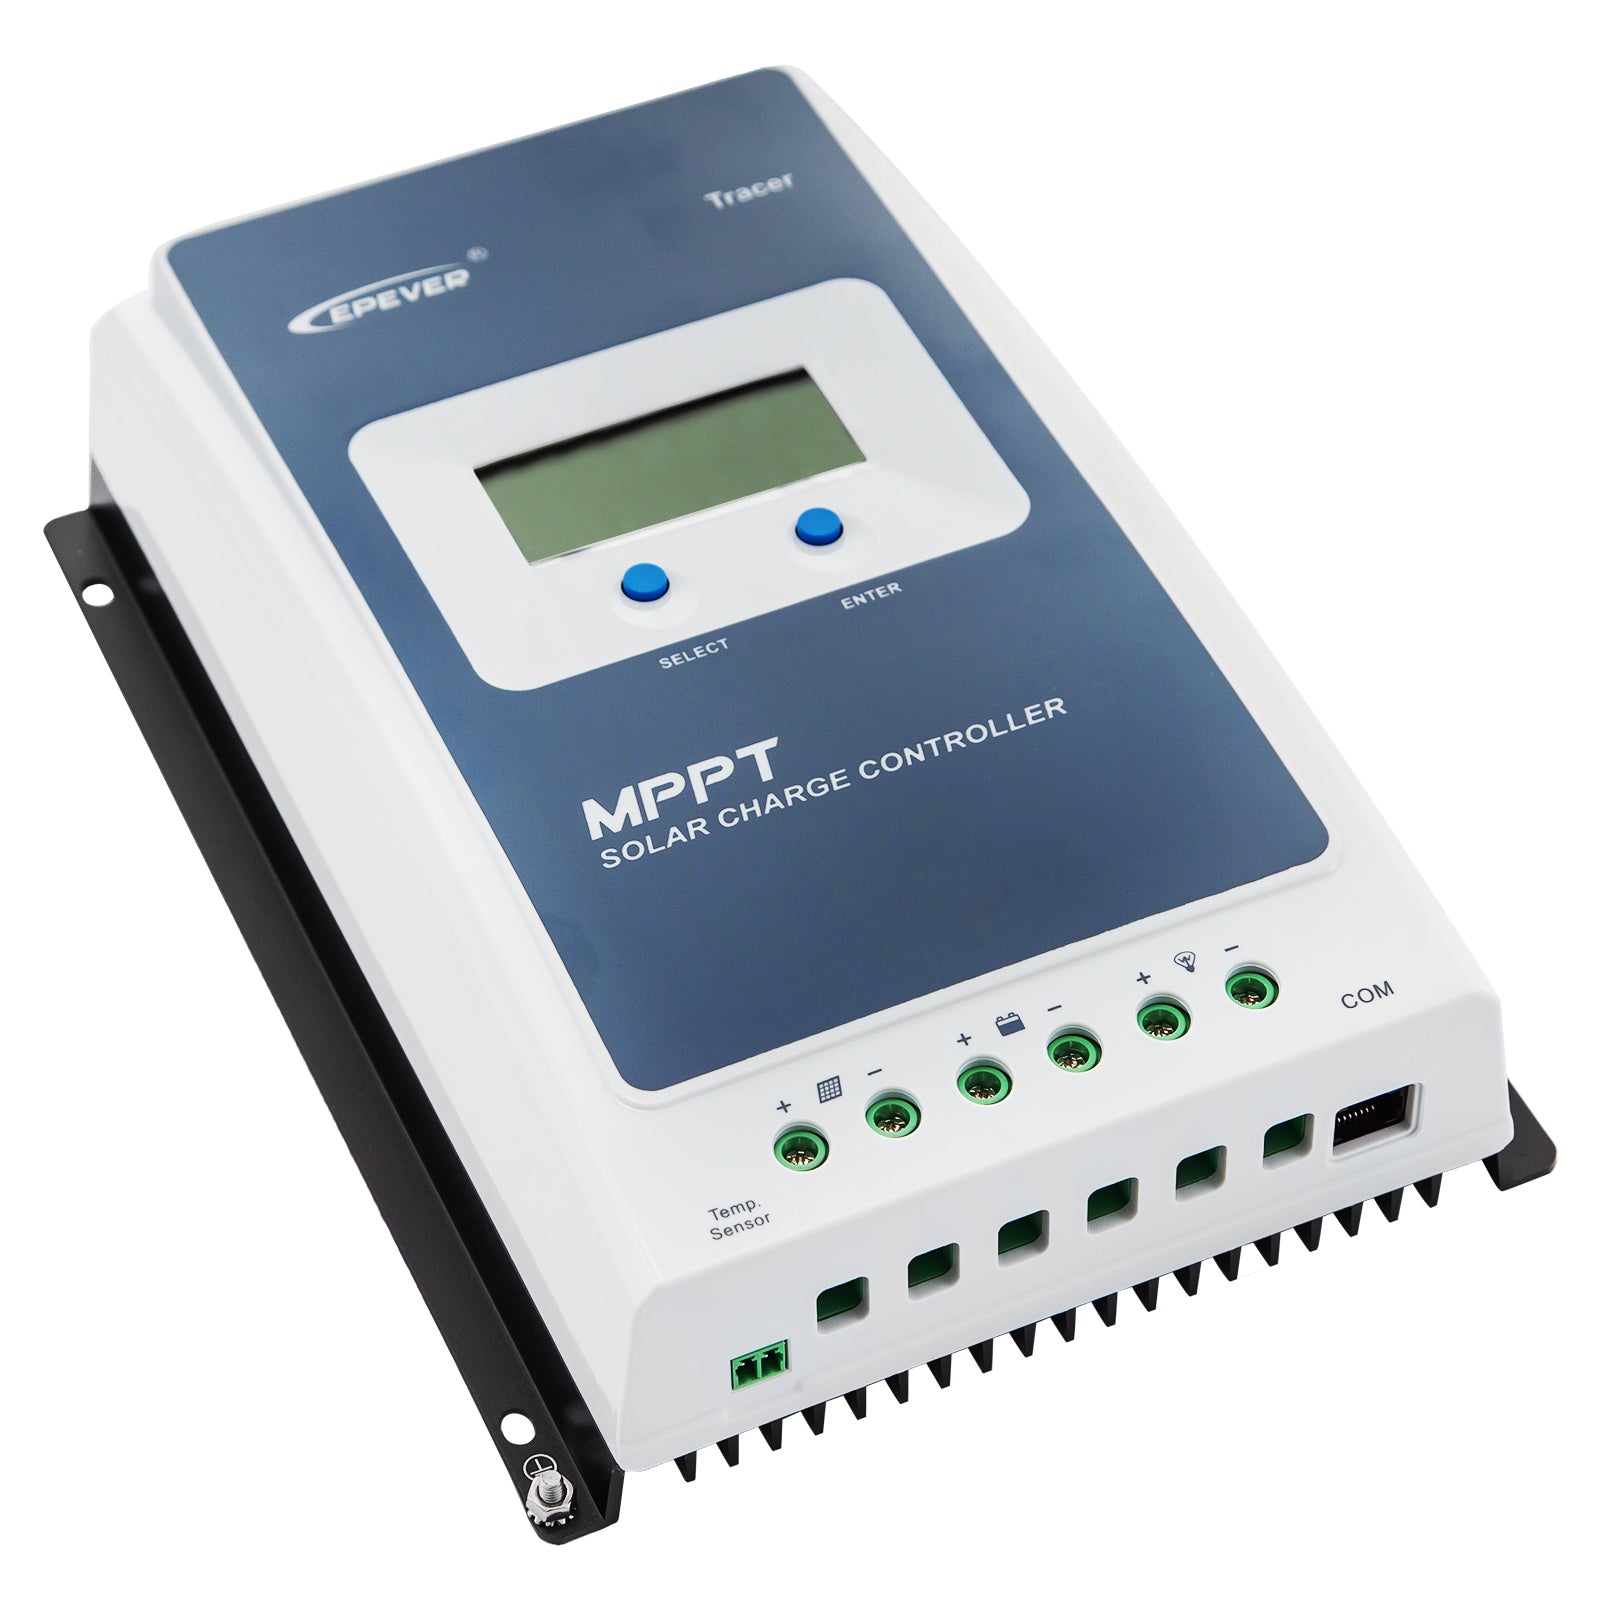 Tracer
EPEVER®
SELECT
ENTER
MPPT
SOLAR CHARGE CONTROLLER
+ − + − + −
COM
Temp.
Sensor